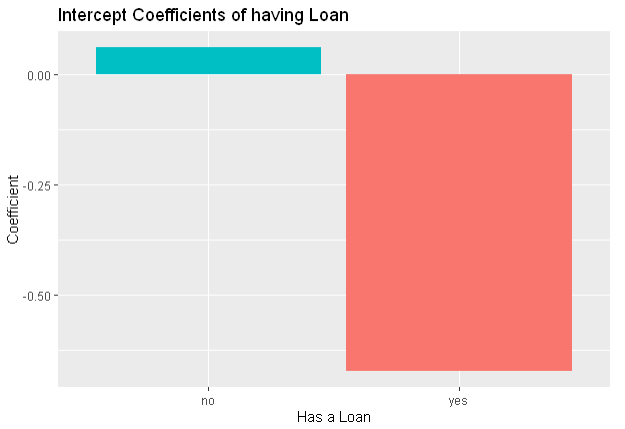 Intercept Coefficients of having Loan
Coefficient
0.00
-0.25
-0.50
no
yes
Has a Loan